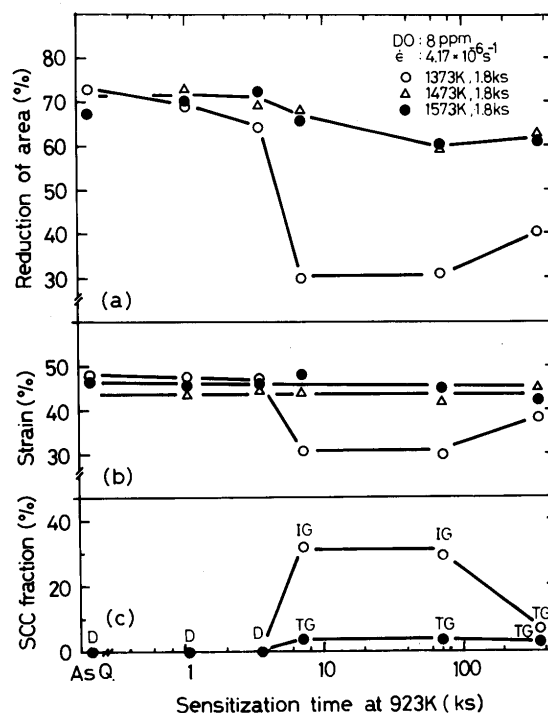 DO : 8 ppm
ε̇ : 4.17×10⁻⁶s⁻¹
○ 1373K, 1.8ks
△ 1473K, 1.8ks
● 1573K, 1.8ks
Reduction of area (%)
80
70
60
50
40
30
(a)
Strain (%)
50
40
30
(b)
SCC fraction (%)
40
20
0
(c)
IG
IG
D
D
D
TG
TG
TG
TG
As Q.
1
10
100
Sensitization time at 923K (ks)